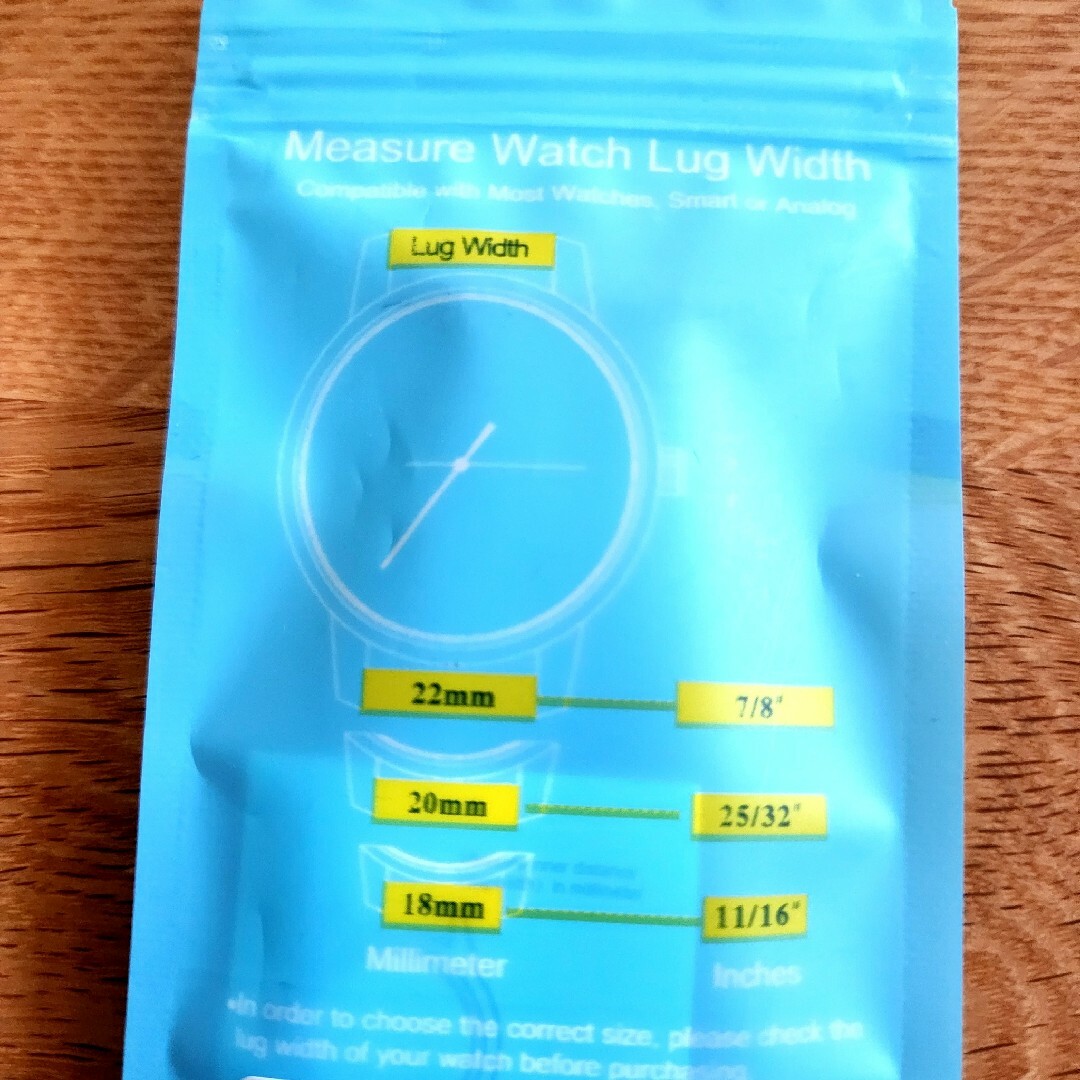 Measure Watch Lug Width
Compatible with Most Watches, Smart or Analog
Lug Width
22mm 7/8"
20mm 25/32"
18mm 11/16"
Millimeter Inches
•In order to choose the correct size, please check the
lug width of your watch before purchasing.